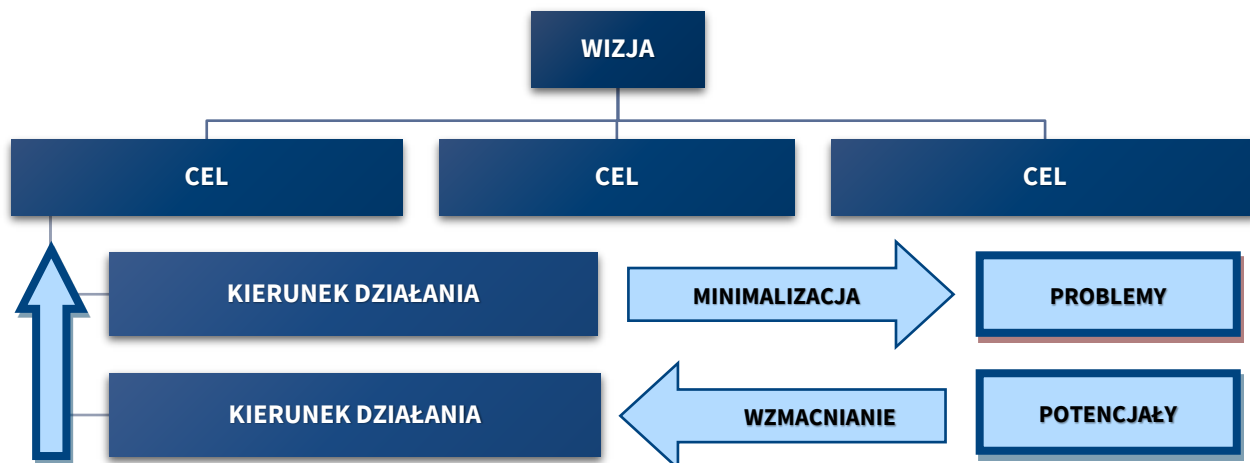 WIZJA
CEL
CEL
CEL
KIERUNEK DZIAŁANIA
MINIMALIZACJA
PROBLEMY
KIERUNEK DZIAŁANIA
WZMACNIANIE
POTENCJAŁY